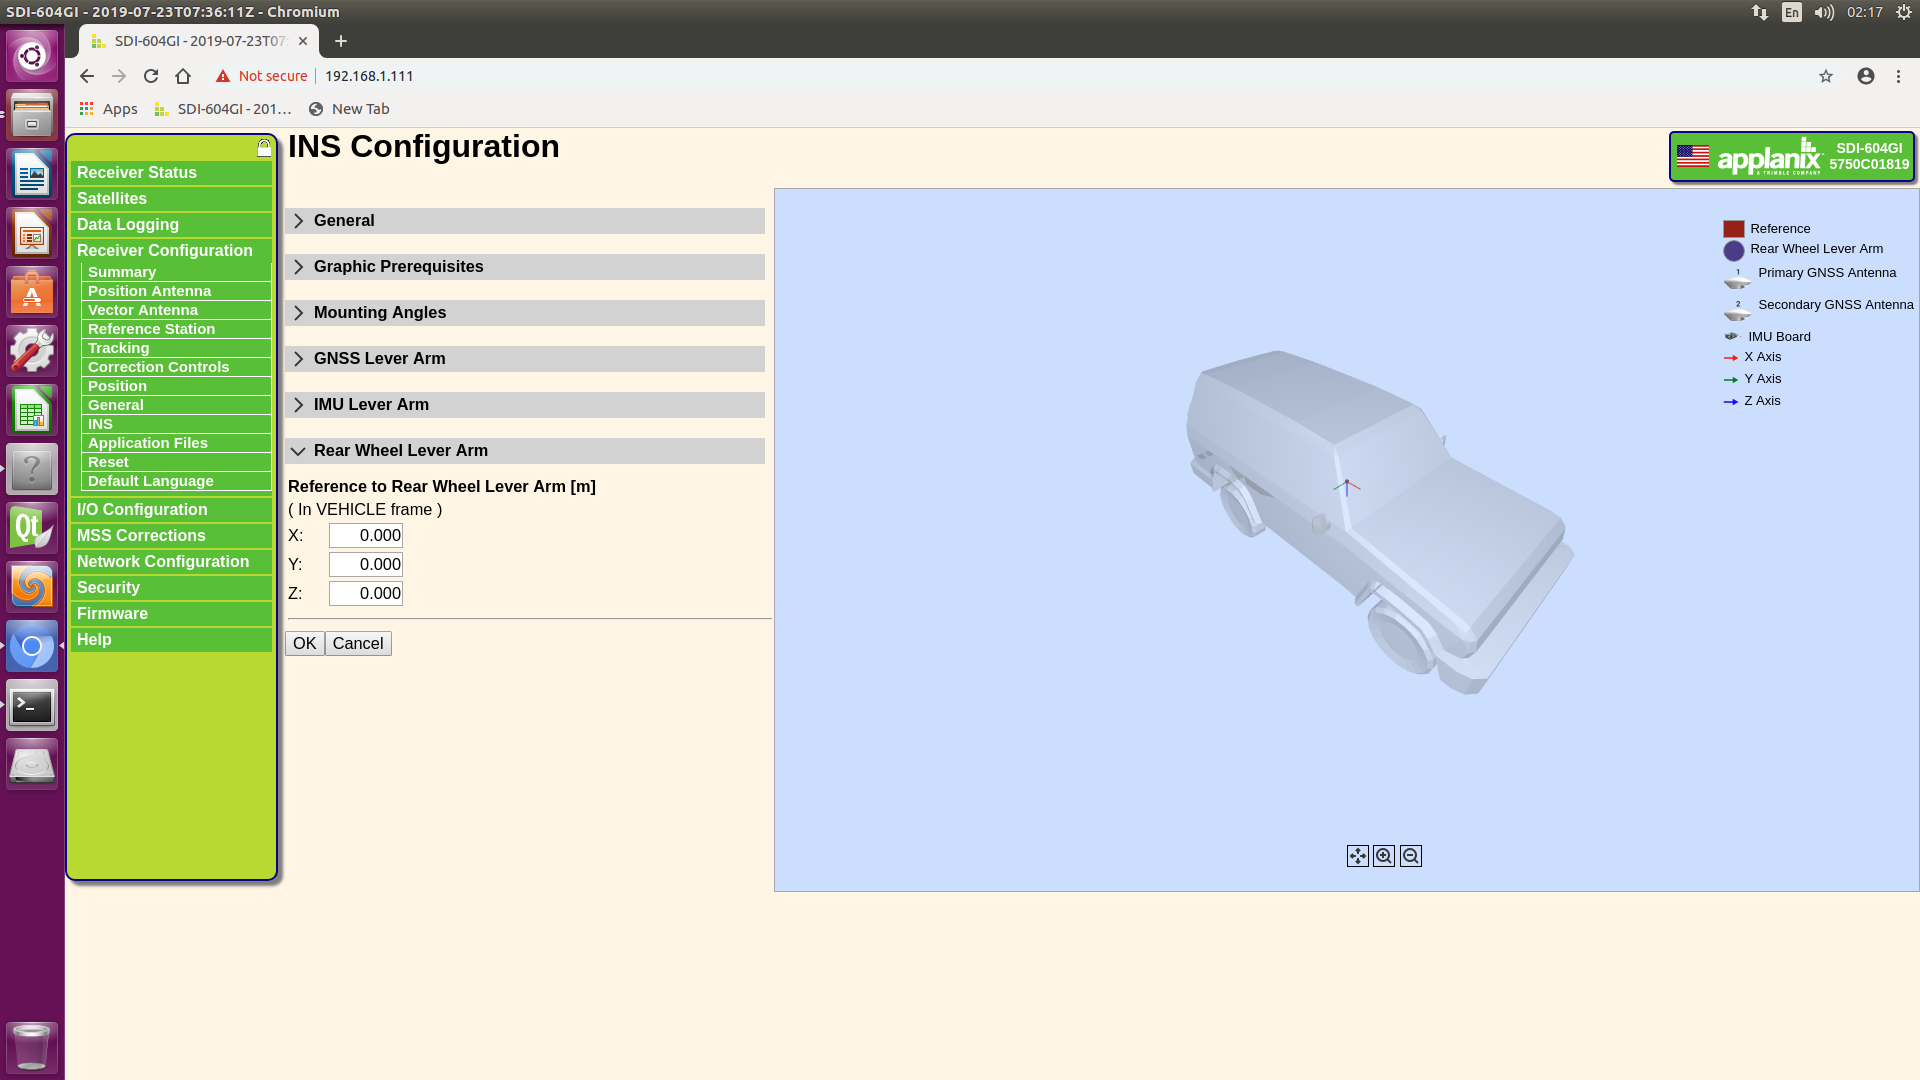 SDI-604GI - 2019-07-23T07:36:11Z - Chromium
En
02:17
SDI-604GI - 2019-07-23T07:
Not secure
192.168.1.111
Apps
SDI-604GI - 201...
New Tab
INS Configuration
applanix
A TRIMBLE COMPANY
SDI-604GI
5750C01819
Receiver Status
Satellites
Data Logging
Receiver Configuration
Summary
Position Antenna
Vector Antenna
Reference Station
Tracking
Correction Controls
Position
General
INS
Application Files
Reset
Default Language
I/O Configuration
MSS Corrections
Network Configuration
Security
Firmware
Help
General
Graphic Prerequisites
Mounting Angles
GNSS Lever Arm
IMU Lever Arm
Rear Wheel Lever Arm
Reference to Rear Wheel Lever Arm [m]
( In VEHICLE frame )
X: 0.000
Y: 0.000
Z: 0.000
OK Cancel
Reference
Rear Wheel Lever Arm
1 Primary GNSS Antenna
2 Secondary GNSS Antenna
IMU Board
X Axis
Y Axis
Z Axis
Qt